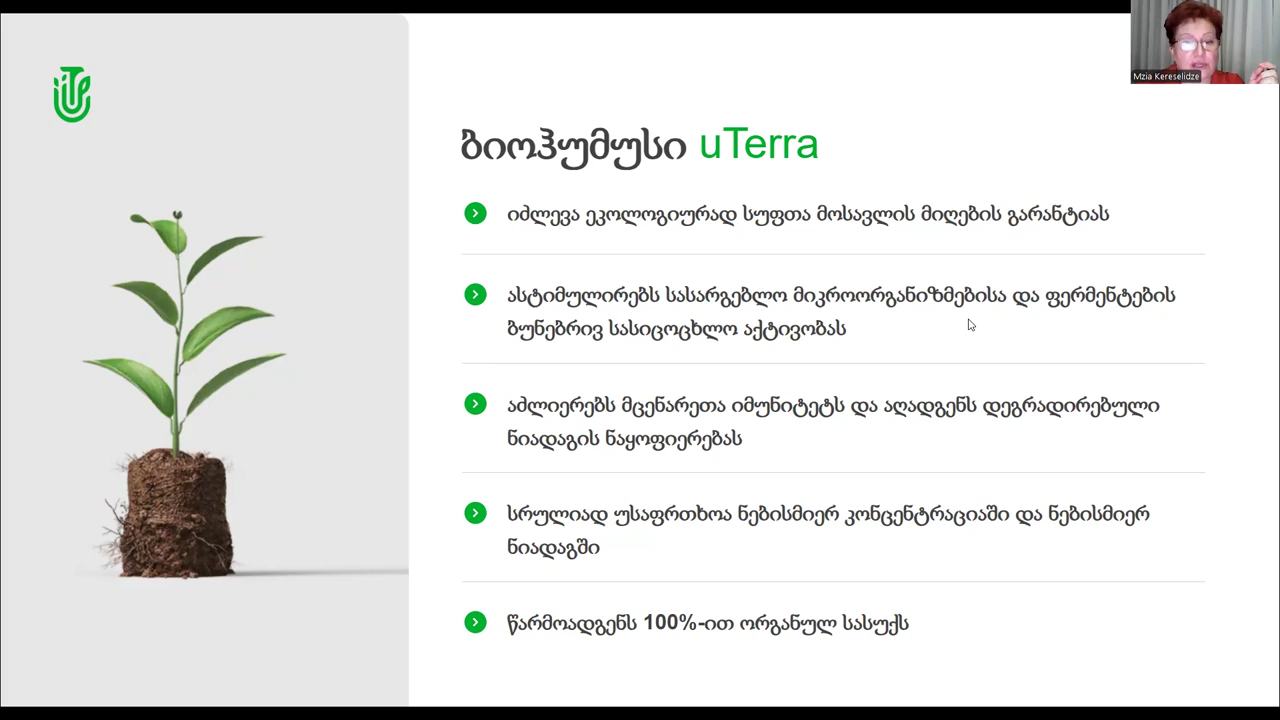 Mzia Kereselidze
ბიოჰუმუსი uTerra
იძლევა ეკოლოგიურად სუფთა მოსავლის მიღების გარანტიას
ასტიმულირებს სასარგებლო მიკროორგანიზმებისა და ფერმენტების
ბუნებრივ სასიცოცხლო აქტივობას
აძლიერებს მცენარეთა იმუნიტეტს და აღადგენს დეგრადირებული
ნიადაგის ნაყოფიერებას
სრულიად უსაფრთხოა ნებისმიერ კონცენტრაციაში და ნებისმიერ
ნიადაგში
წარმოადგენს 100%-ით ორგანულ სასუქს